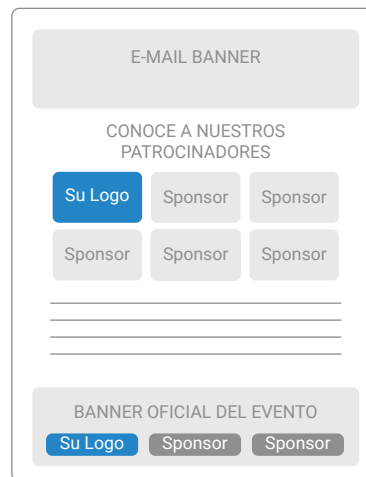 E-MAIL BANNER
CONOCE A NUESTROS
PATROCINADORES
Su Logo Sponsor Sponsor
Sponsor Sponsor Sponsor
BANNER OFICIAL DEL EVENTO
Su Logo Sponsor Sponsor